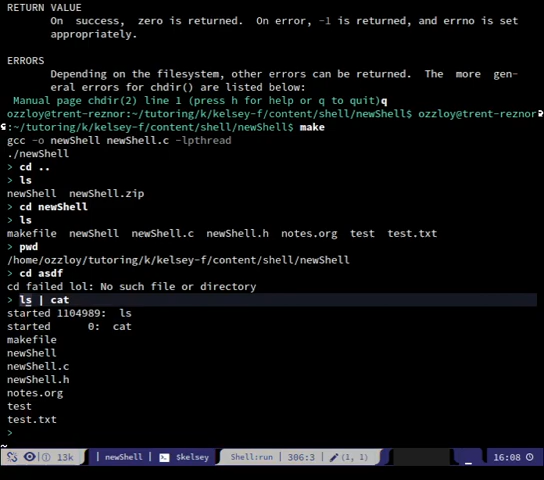 RETURN VALUE
On success, zero is returned. On error, -1 is returned, and errno is set
appropriately.
ERRORS
Depending on the filesystem, other errors can be returned. The more gen-
eral errors for chdir() are listed below:
Manual page chdir(2) line 1 (press h for help or q to quit)q
ozzloy@trent-reznor:~/tutoring/k/kelsey-f/content/shell/newShell$ ozzloy@trent-reznor
:~/tutoring/k/kelsey-f/content/shell/newShell$ make
gcc -o newShell newShell.c -lpthread
./newShell
> cd ..
> ls
newShell newShell.zip
> cd newShell
> ls
makefile newShell newShell.c newShell.h notes.org test test.txt
> pwd
/home/ozzloy/tutoring/k/kelsey-f/content/shell/newShell
> cd asdf
cd failed lol: No such file or directory
> ls | cat
started 1104989: ls
started 0: cat
makefile
newShell
newShell.c
newShell.h
notes.org
test
test.txt
>
~
13k | newShell | $kelsey Shell:run | 306:3 | (1, 1) 16:08